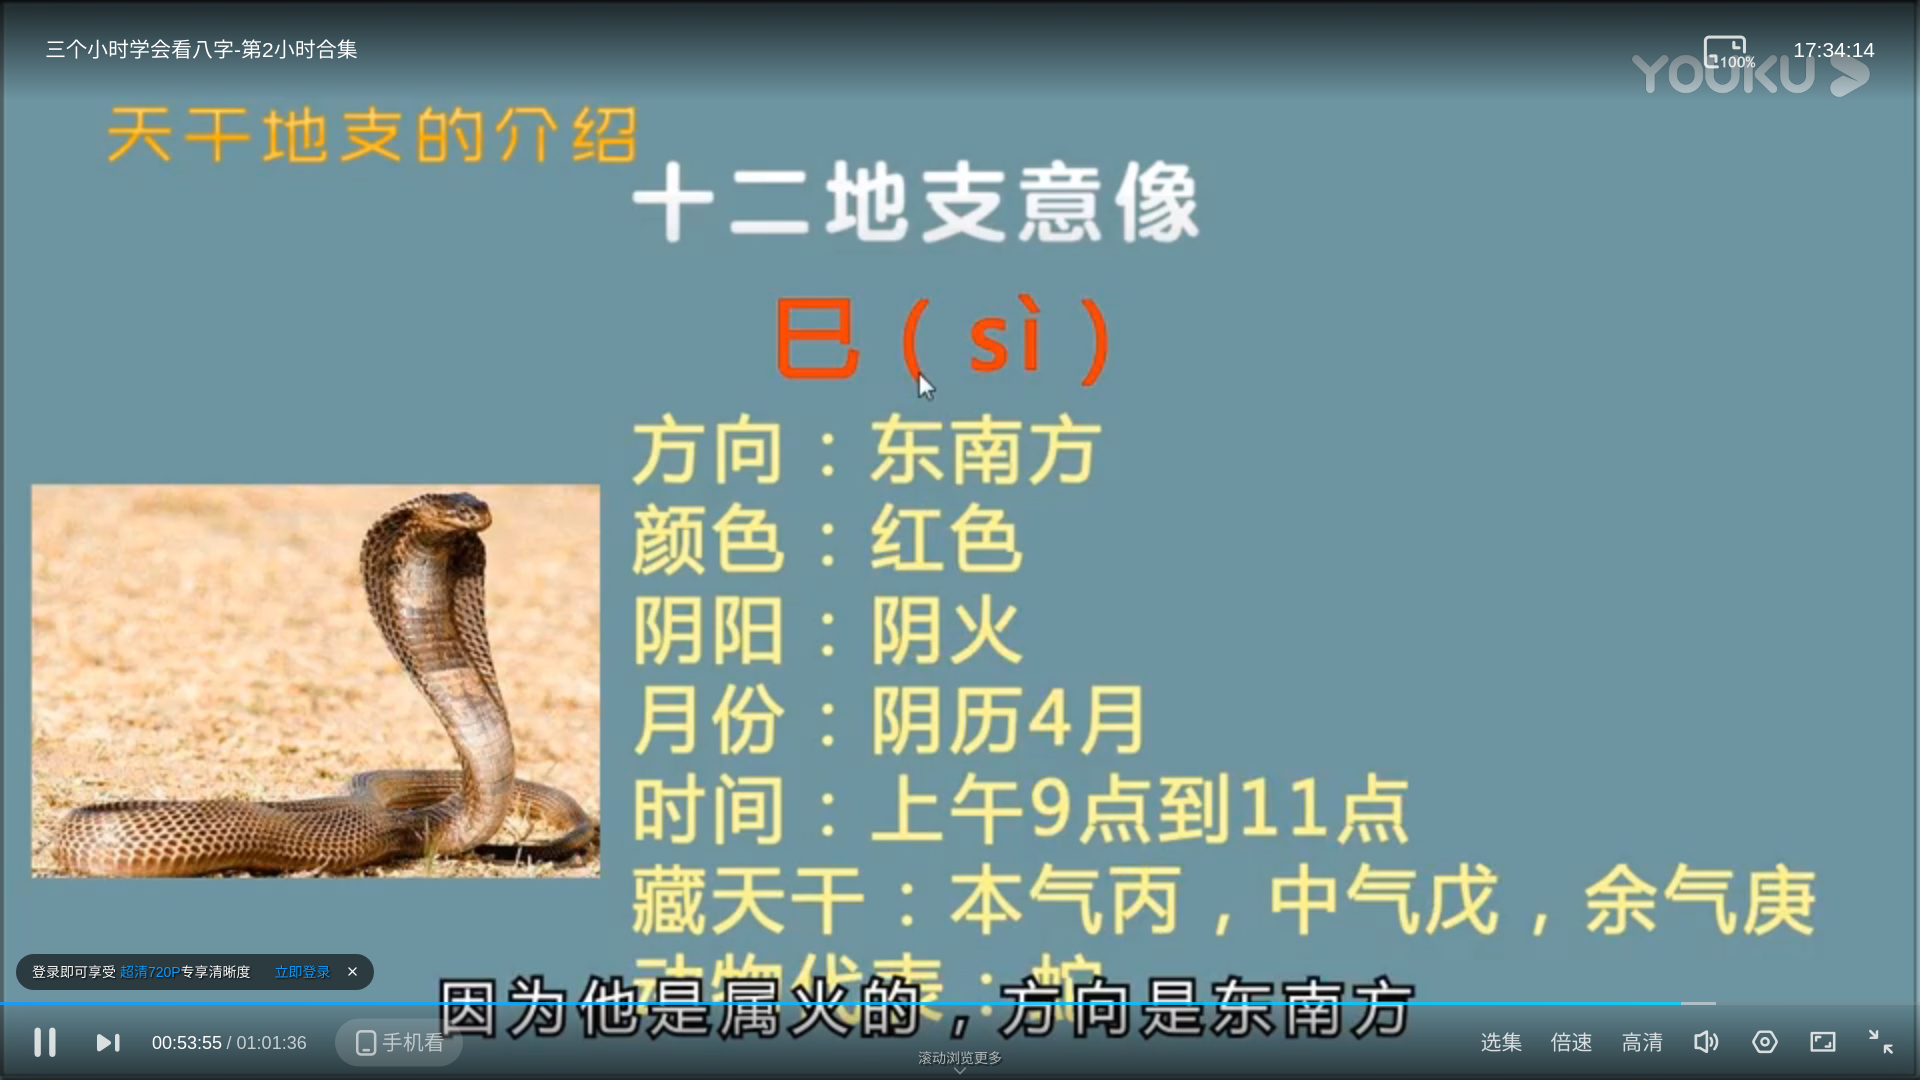 三个小时学会看八字-第2小时合集
100%
17:34:14
YOUKU
天干地支的介绍
十二地支意像
巳（sì）
方向：东南方
颜色：红色
阴阳：阴火
月份：阴历4月
时间：上午9点到11点
藏天干：本气丙，中气戊，余气庚
动物代表：蛇
登录即可享受 超清720P专享清晰度 立即登录 ×
因为他是属火的，方向是东南方
00:53:55 / 01:01:36
手机看
选集
倍速
高清
滚动浏览更多